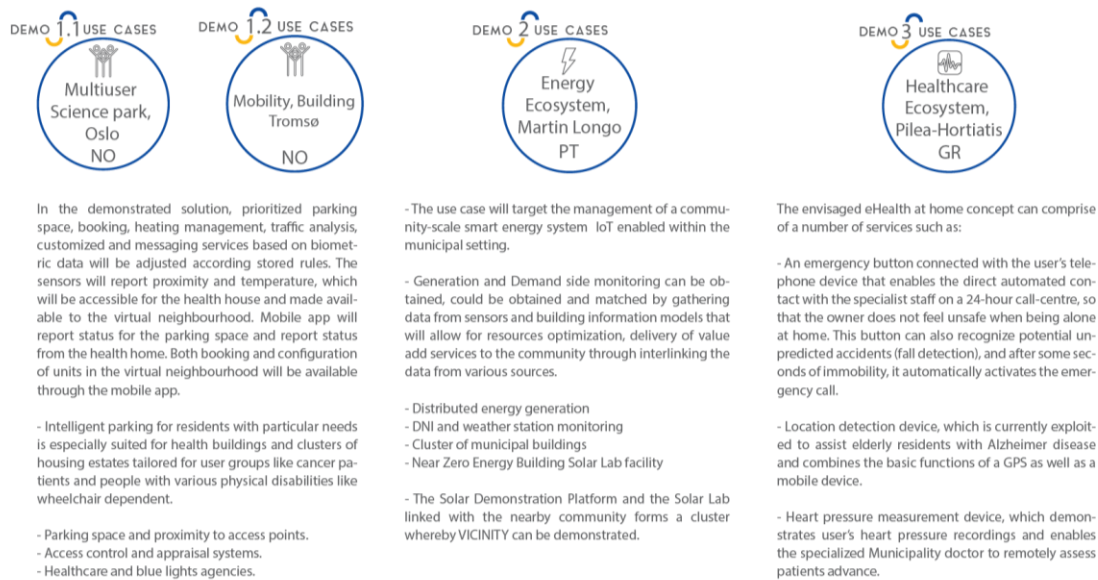 DEMO 1.1 USE CASES
Multiuser
Science park,
Oslo
NO
DEMO 1.2 USE CASES
Mobility, Building
Tromsø
NO
DEMO 2 USE CASES
Energy
Ecosystem,
Martin Longo
PT
DEMO 3 USE CASES
Healthcare
Ecosystem,
Pilea-Hortiatis
GR
In the demonstrated solution, prioritized parking
space, booking, heating management, traffic analysis,
customized and messaging services based on biomet-
ric data will be adjusted according stored rules. The
sensors will report proximity and temperature, which
will be accessible for the health house and made avail-
able to the virtual neighbourhood. Mobile app will
report status for the parking space and report status
from the health home. Both booking and configuration
of units in the virtual neighbourhood will be available
through the mobile app.
- Intelligent parking for residents with particular needs
is especially suited for health buildings and clusters of
housing estates tailored for user groups like cancer pa-
tients and people with various physical disabilities like
wheelchair dependent.
- Parking space and proximity to access points.
- Access control and appraisal systems.
- Healthcare and blue lights agencies.
- The use case will target the management of a commu-
nity-scale smart energy system IoT enabled within the
municipal setting.
- Generation and Demand side monitoring can be ob-
tained, could be obtained and matched by gathering
data from sensors and building information models that
will allow for resources optimization, delivery of value
add services to the community through interlinking the
data from various sources.
- Distributed energy generation
- DNI and weather station monitoring
- Cluster of municipal buildings
- Near Zero Energy Building Solar Lab facility
- The Solar Demonstration Platform and the Solar Lab
linked with the nearby community forms a cluster
whereby VICINITY can be demonstrated.
The envisaged eHealth at home concept can comprise
of a number of services such as:
- An emergency button connected with the user's tele-
phone device that enables the direct automated con-
tact with the specialist staff on a 24-hour call-centre, so
that the owner does not feel unsafe when being alone
at home. This button can also recognize potential un-
predicted accidents (fall detection), and after some sec-
onds of immobility, it automatically activates the emer-
gency call.
- Location detection device, which is currently exploit-
ed to assist elderly residents with Alzheimer disease
and combines the basic functions of a GPS as well as a
mobile device.
- Heart pressure measurement device, which demon-
strates user's heart pressure recordings and enables
the specialized Municipality doctor to remotely assess
patients advance.